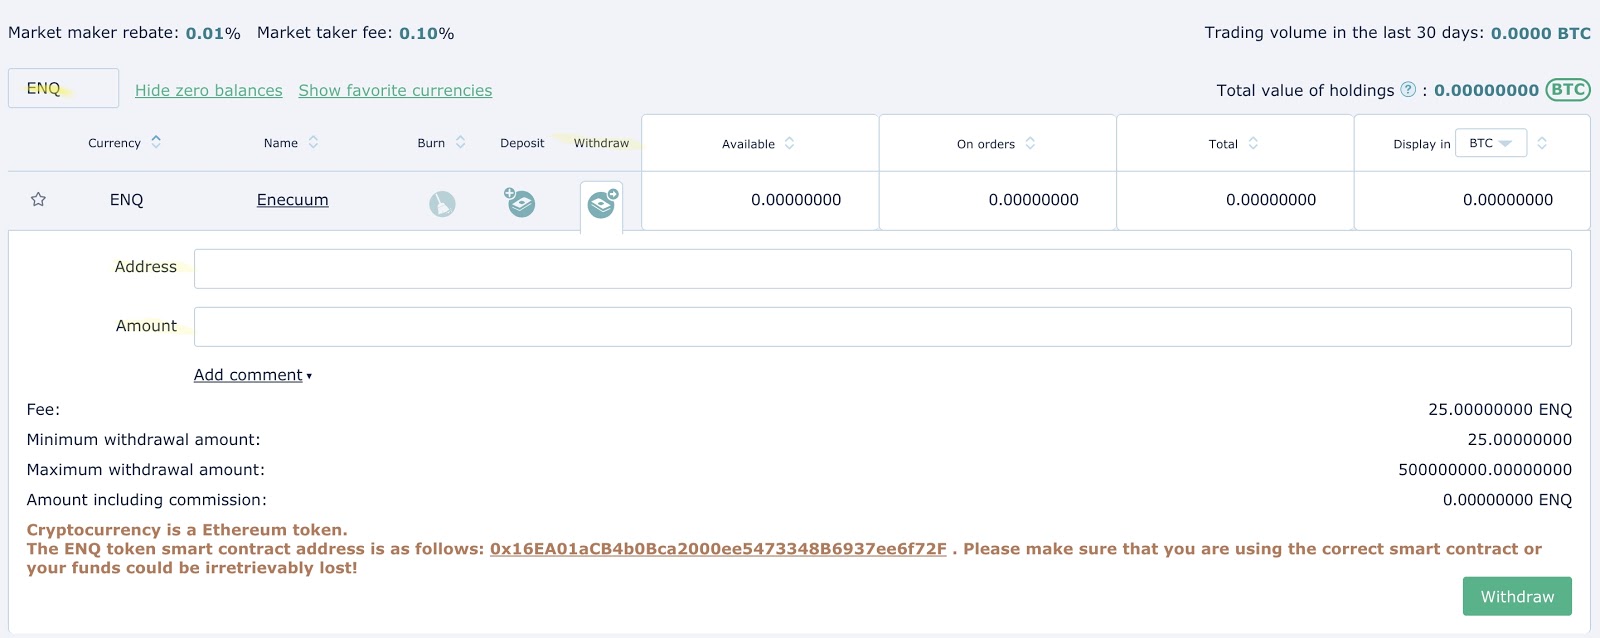 Market maker rebate: 0.01% Market taker fee: 0.10% Trading volume in the last 30 days: 0.0000 BTC
ENQ Hide zero balances Show favorite currencies Total value of holdings ? : 0.00000000 BTC
Currency Name Burn Deposit Withdraw Available On orders Total Display in BTC
ENQ Enecuum 0.00000000 0.00000000 0.00000000 0.00000000
Address
Amount
Add comment
Fee: 25.00000000 ENQ
Minimum withdrawal amount: 25.00000000
Maximum withdrawal amount: 500000000.00000000
Amount including commission: 0.00000000 ENQ
Cryptocurrency is a Ethereum token.
The ENQ token smart contract address is as follows: 0x16EA01aCB4b0Bca2000ee5473348B6937ee6f72F . Please make sure that you are using the correct smart contract or
your funds could be irretrievably lost!
Withdraw